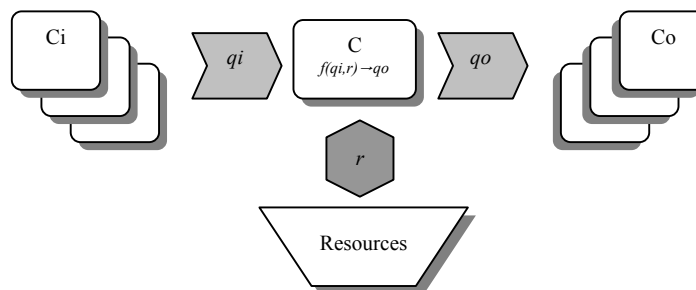 Ci
qi
C
f(qi,r)→qo
qo
Co
r
Resources